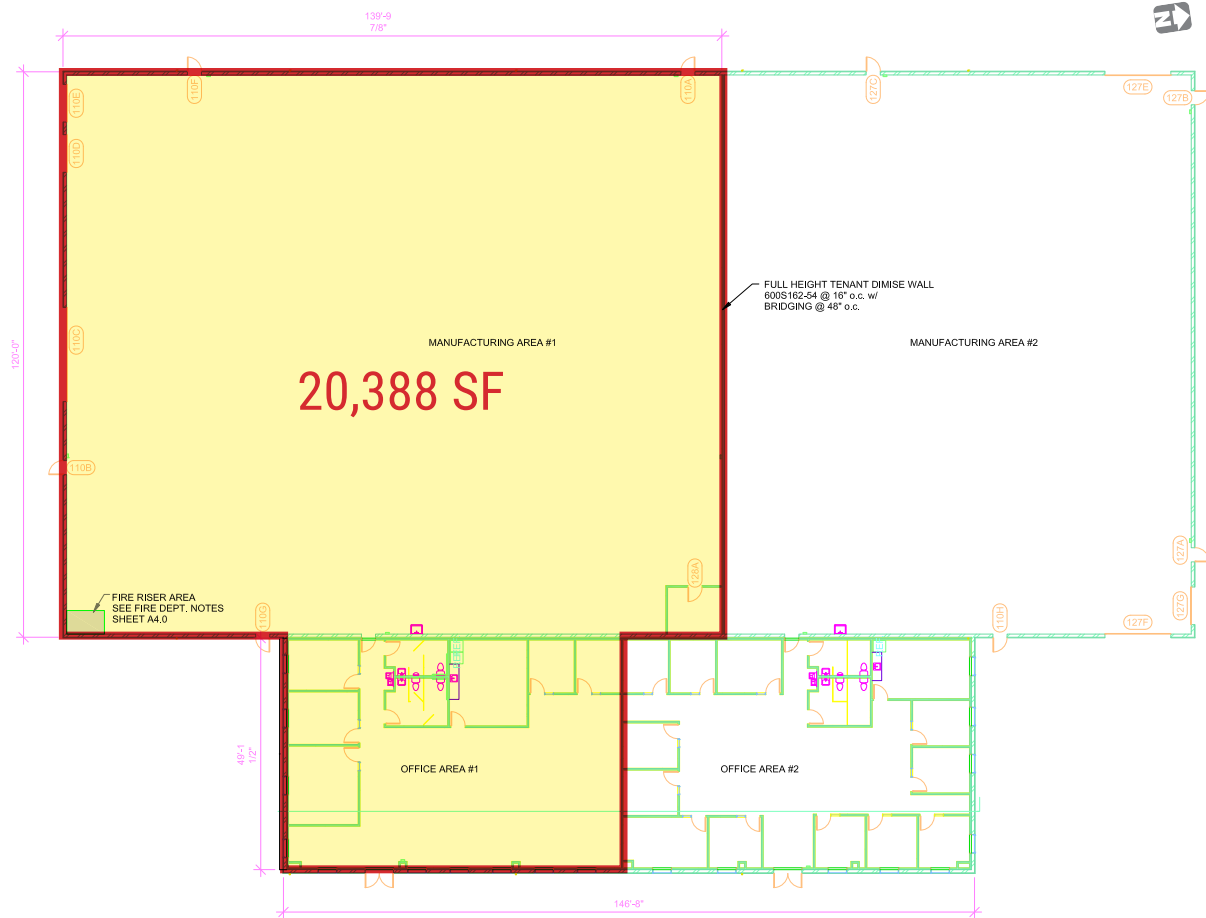 139'-9
7/8"
N
110F
110A
127C
127E
127B
110E
110D
FULL HEIGHT TENANT DIMISE WALL
600S162-54 @ 16" o.c. w/
BRIDGING @ 48" o.c.
120'-0"
110C
MANUFACTURING AREA #1
MANUFACTURING AREA #2
20,388 SF
110B
127A
128A
FIRE RISER AREA
SEE FIRE DEPT. NOTES
SHEET A4.0
110G
110H
127G
127F
49'-1
1/2"
OFFICE AREA #1
OFFICE AREA #2
146'-8"